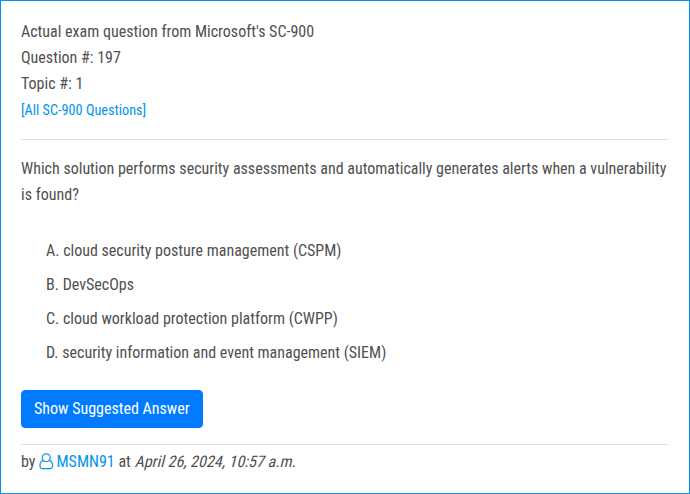 Actual exam question from Microsoft's SC-900
Question #: 197
Topic #: 1
[All SC-900 Questions]
Which solution performs security assessments and automatically generates alerts when a vulnerability
is found?
A. cloud security posture management (CSPM)
B. DevSecOps
C. cloud workload protection platform (CWPP)
D. security information and event management (SIEM)
Show Suggested Answer
by MSMN91 at April 26, 2024, 10:57 a.m.